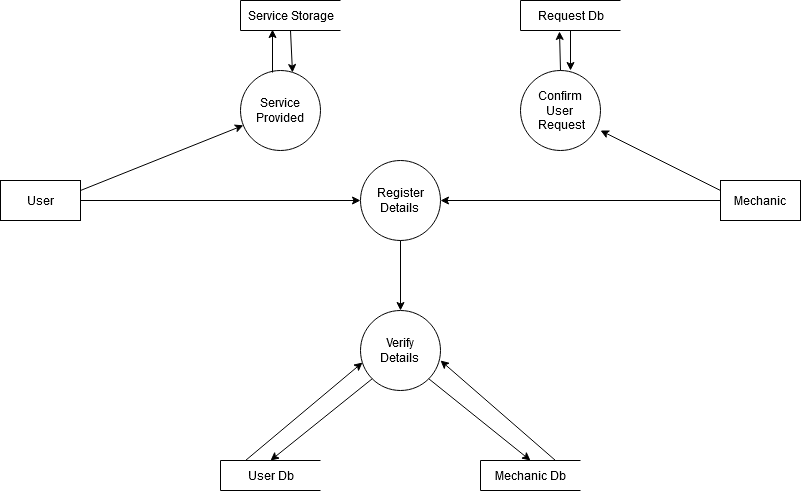 Service Storage
Request Db
Service
Provided
Confirm
User
Request
User
Register
Details
Mechanic
Verify
Details
User Db
Mechanic Db